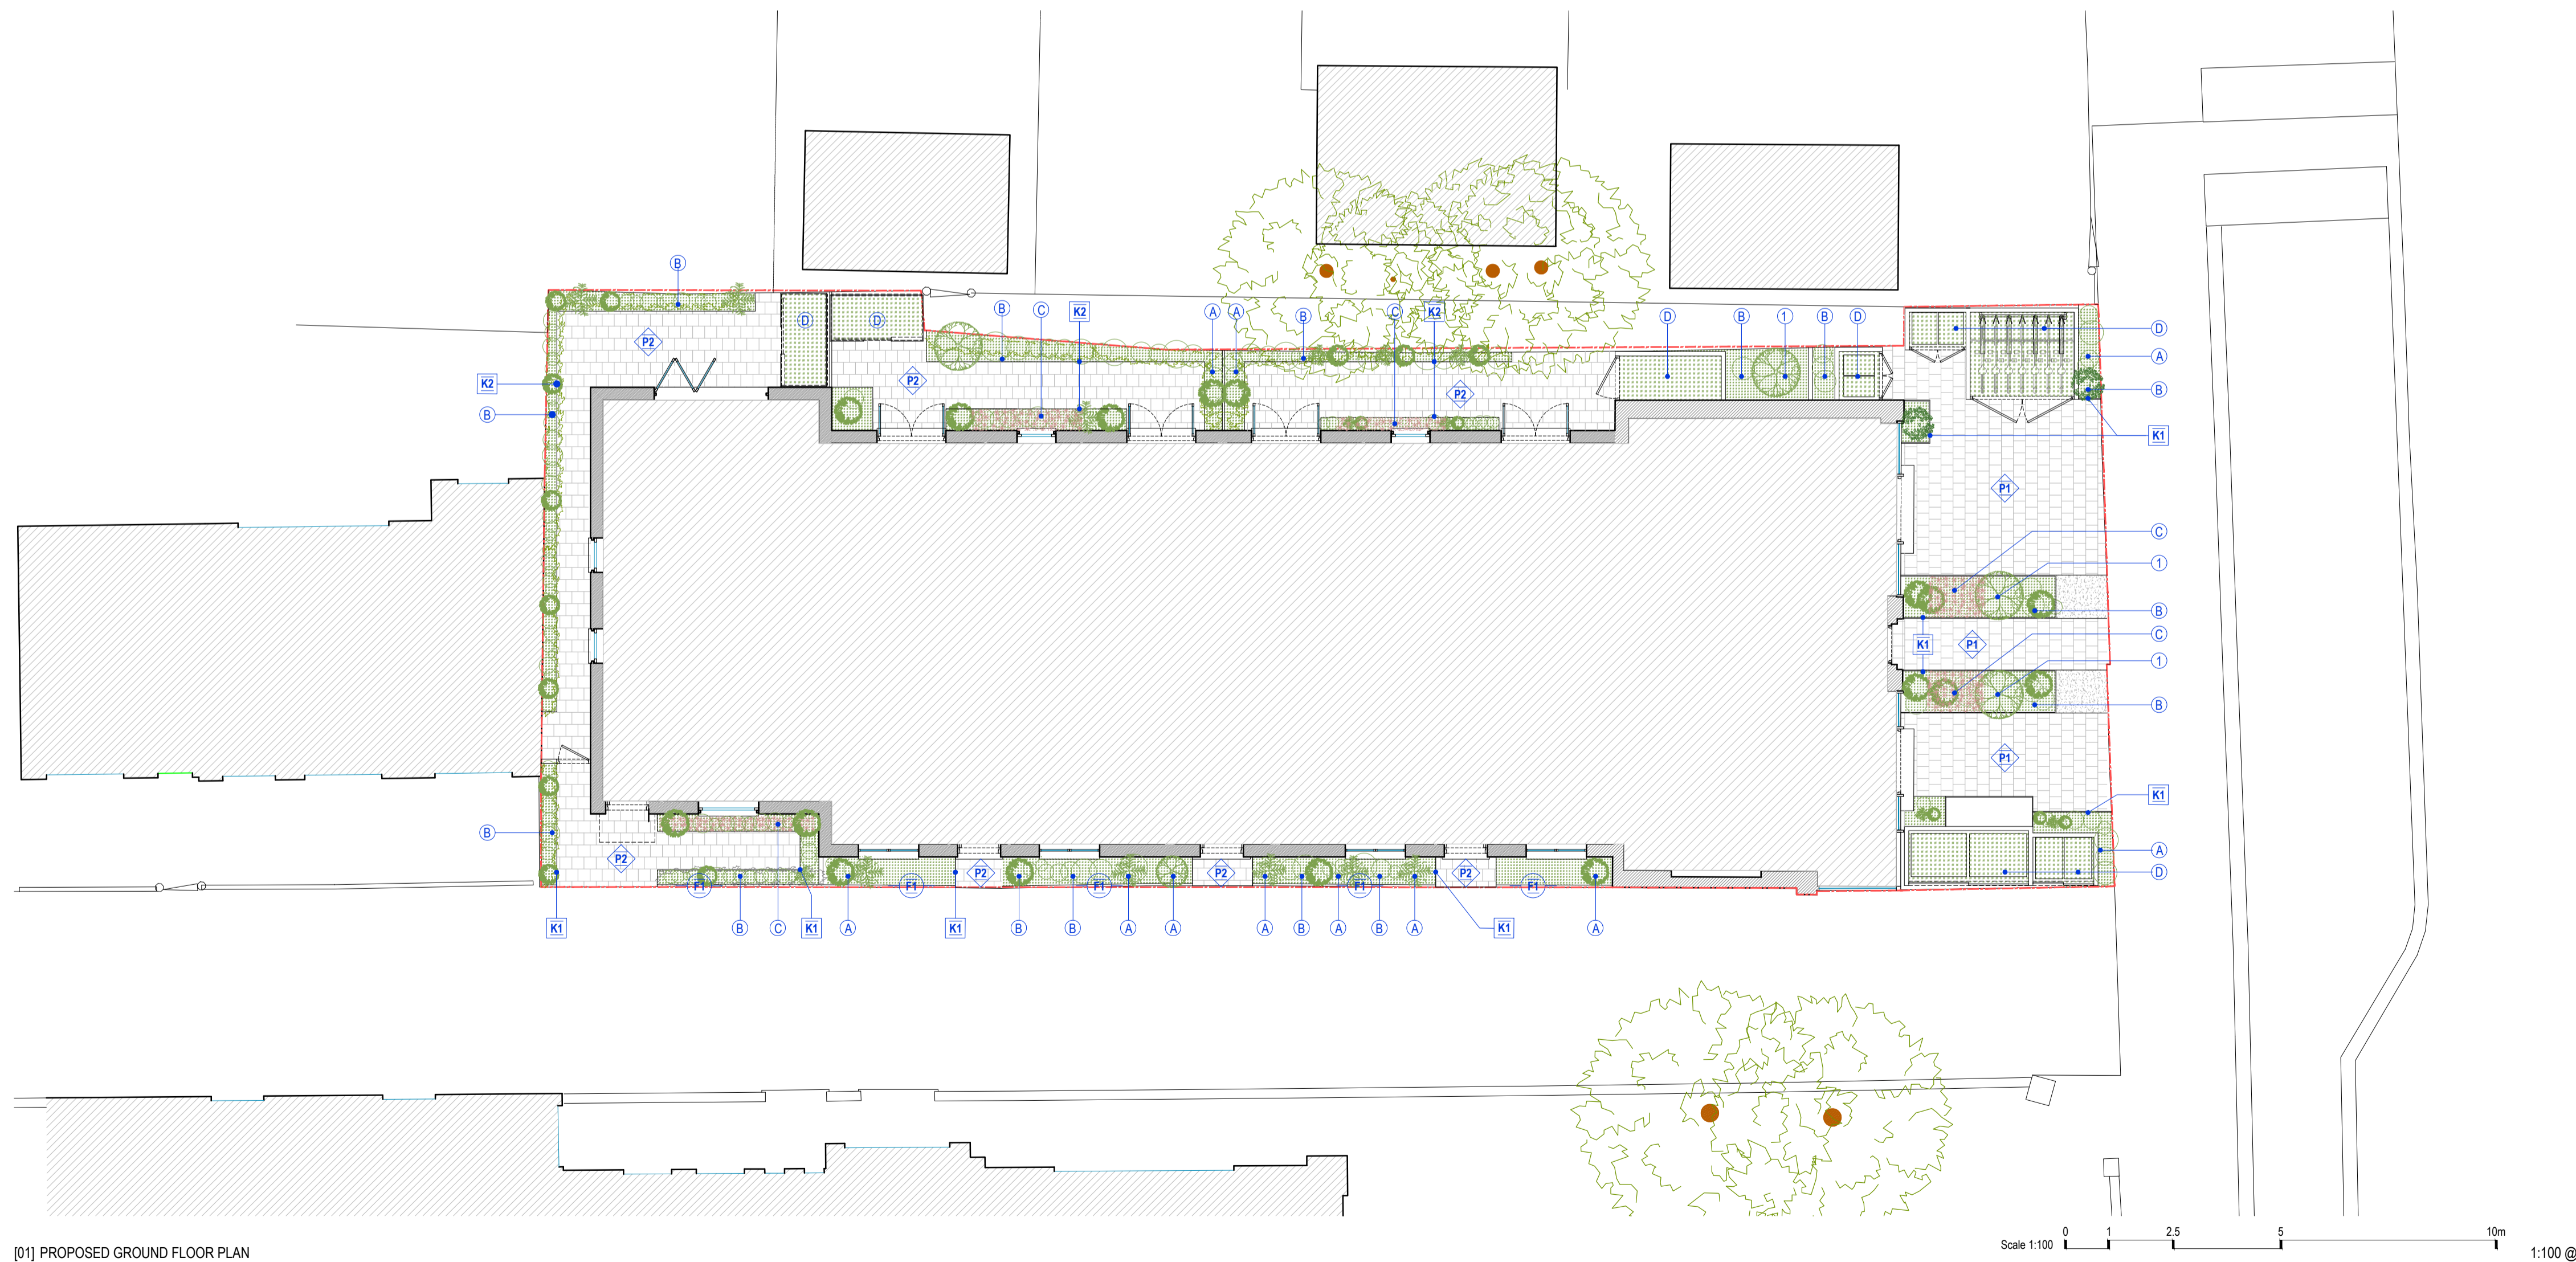 B
B C K2 A A B C K2 D B 1 B D
D D
D
P2
A
P2
K2
P2
B
B
K1
P1
C
1
B
K1 P1
C
1
B
P1
K1
B
P2
A
P2 P2 P2
D
F1 F1 F1 F1 F1
K1 B C K1 A K1 B B A A A B A B A K1 A
[01] PROPOSED GROUND FLOOR PLAN
Scale 1:100 0 1 2.5 5 10m
1:100 @